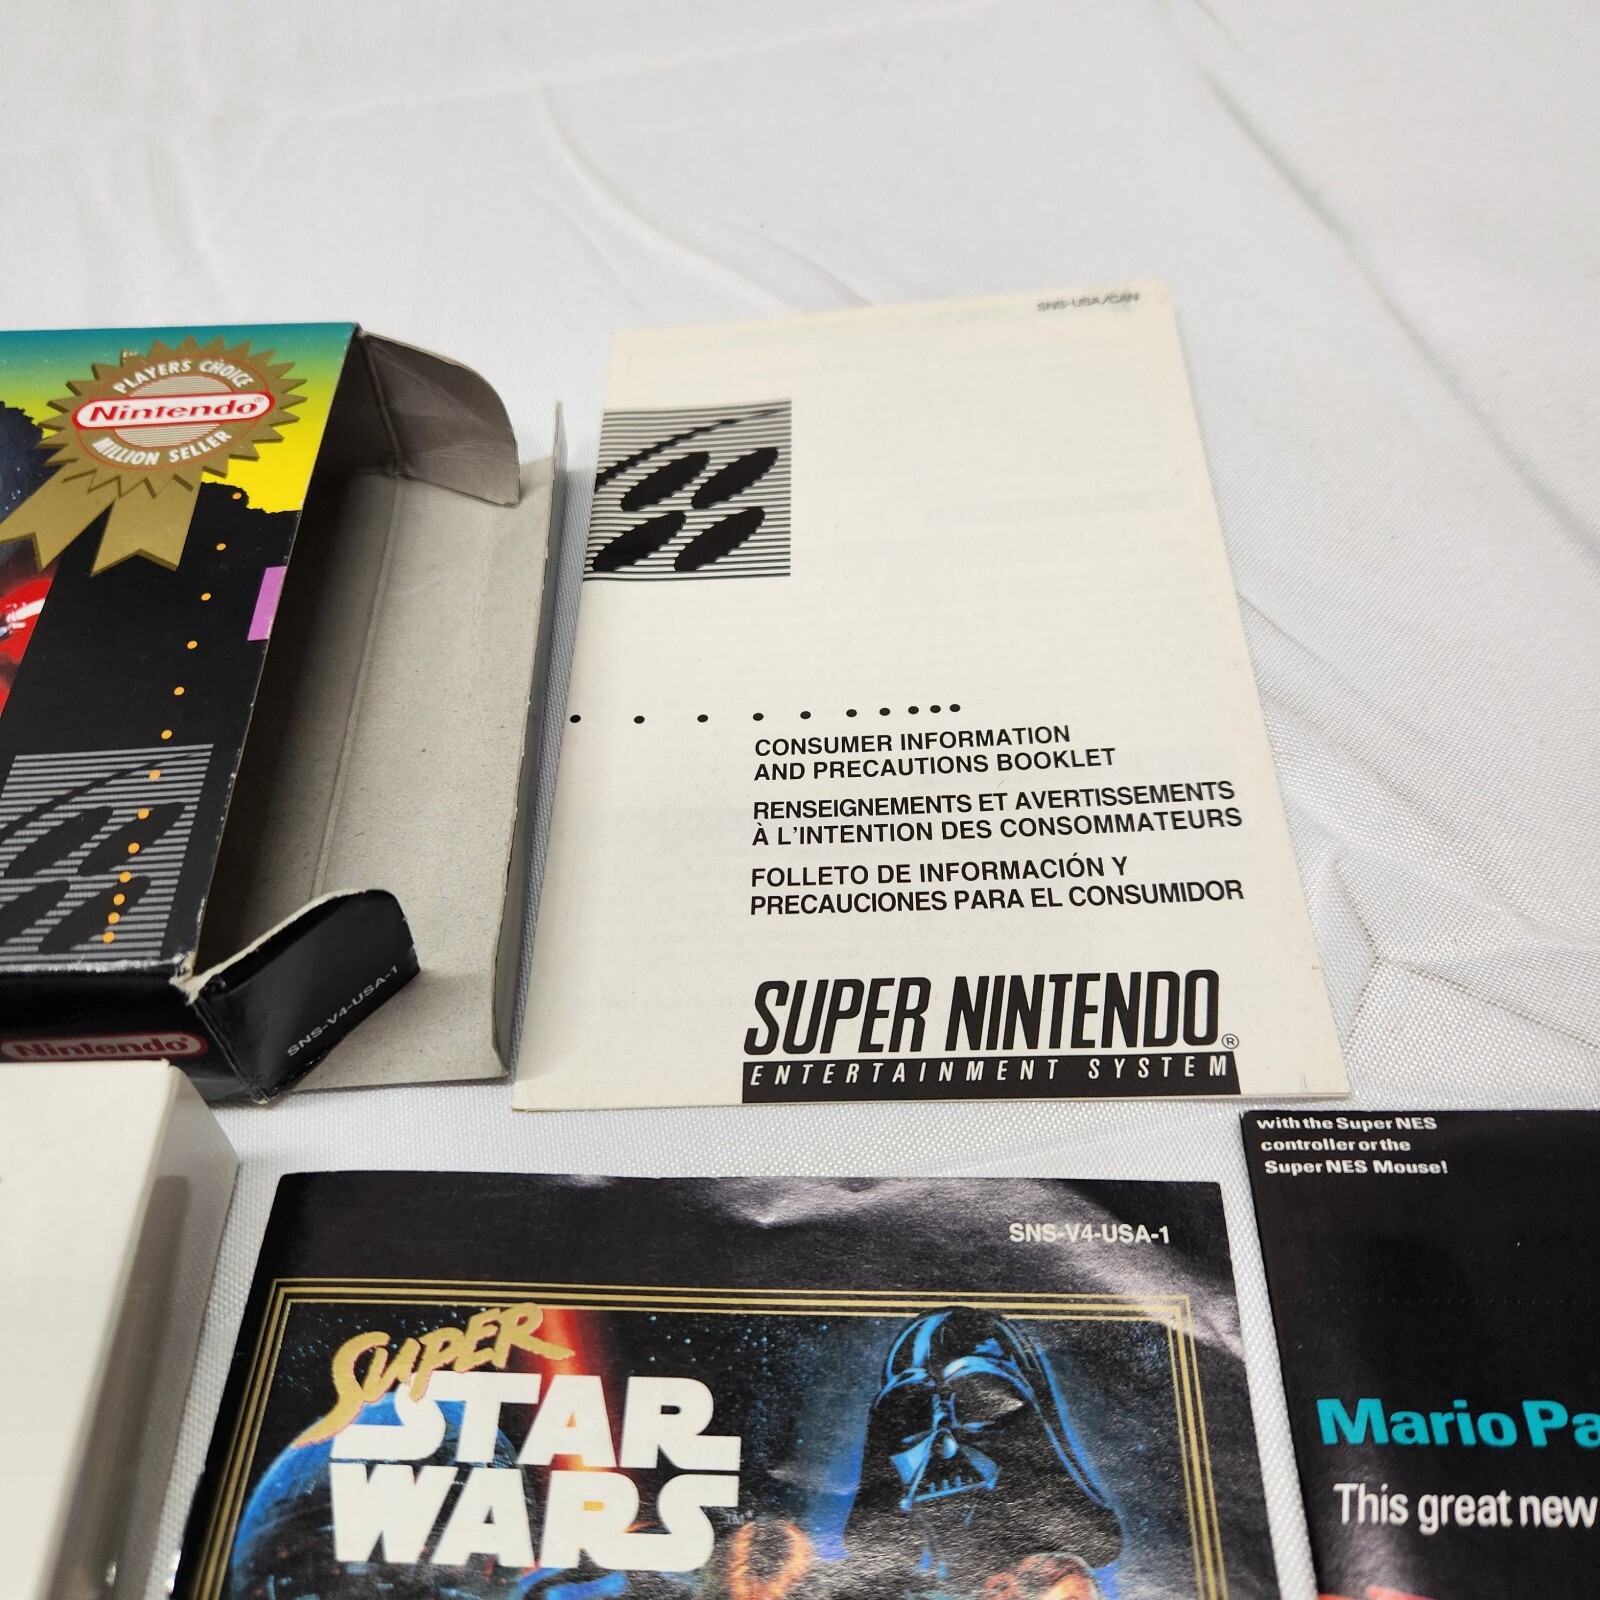 SNS-USA/CAN
PLAYERS CHOICE
Nintendo®
MILLION SELLER
CONSUMER INFORMATION
AND PRECAUTIONS BOOKLET
RENSEIGNEMENTS ET AVERTISSEMENTS
À L'INTENTION DES CONSOMMATEURS
FOLLETO DE INFORMACIÓN Y
PRECAUCIONES PARA EL CONSUMIDOR
SUPER NINTENDO®
ENTERTAINMENT SYSTEM
SNS-V4-USA-1
Nintendo®
with the Super NES
controller or the
Super NES Mouse!
SNS-V4-USA-1
SUPER
STAR
WARS
Mario Pa
This great new